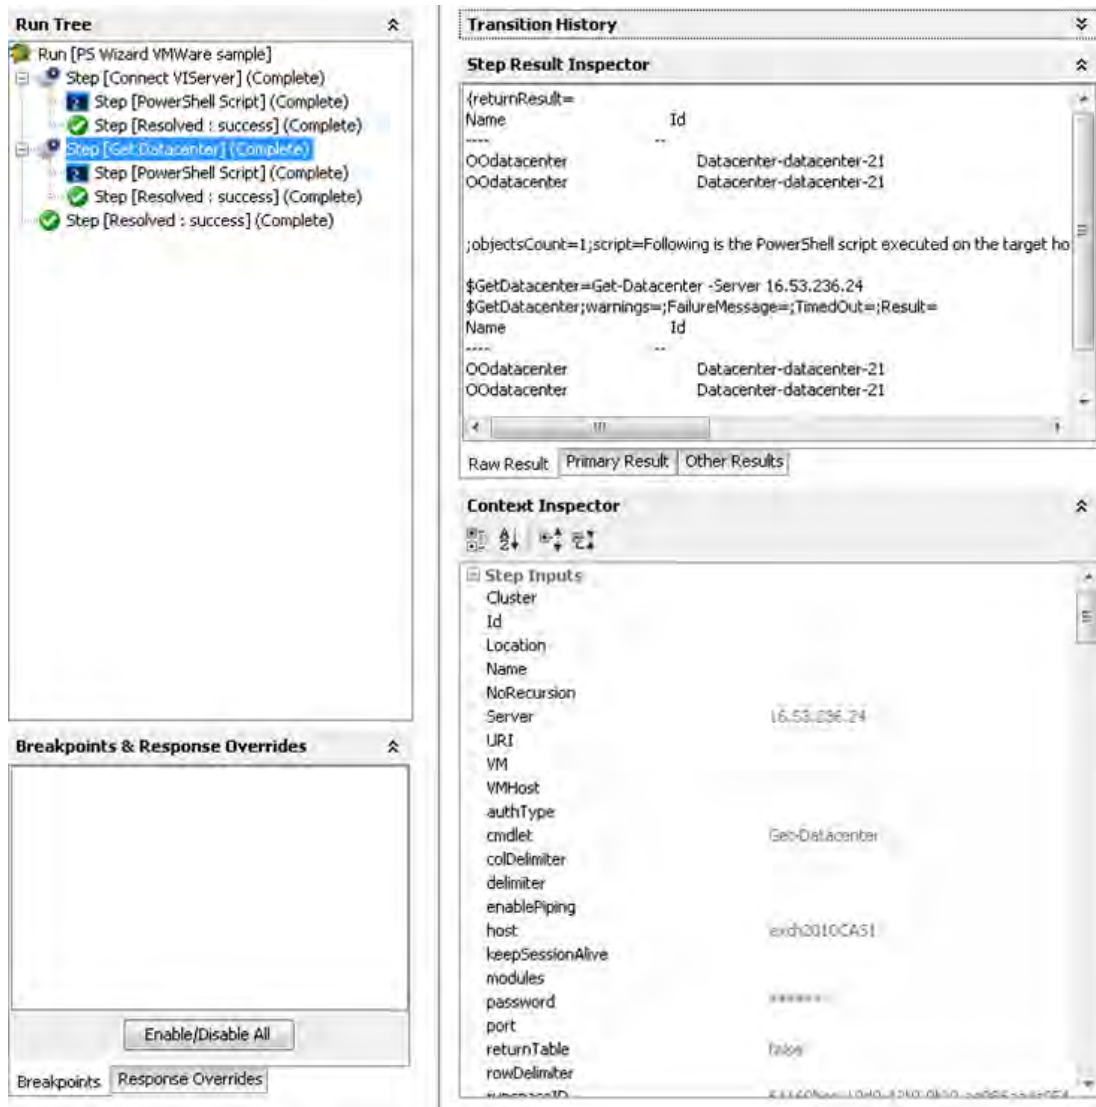 Run Tree
Run [PS Wizard VMWare sample]
Step [Connect VIServer] (Complete)
Step [PowerShell Script] (Complete)
Step [Resolved : success] (Complete)
Step [Get Datacenter] (Complete)
Step [PowerShell Script] (Complete)
Step [Resolved : success] (Complete)
Step [Resolved : success] (Complete)
Breakpoints & Response Overrides
Enable/Disable All
Breakpoints Response Overrides
Transition History
Step Result Inspector
{returnResult=
Name Id
---- --
OOdatacenter Datacenter-datacenter-21
OOdatacenter Datacenter-datacenter-21
;objectsCount=1;script=Following is the PowerShell script executed on the target ho
$GetDatacenter=Get-Datacenter -Server 16.53.236.24
$GetDatacenter;warnings=;FailureMessage=;TimedOut=;Result=
Name Id
---- --
OOdatacenter Datacenter-datacenter-21
OOdatacenter Datacenter-datacenter-21
Raw Result Primary Result Other Results
Context Inspector
Step Inputs
Cluster
Id
Location
Name
NoRecursion
Server 16.53.236.24
URI
VM
VMHost
authType
cmdlet Get-Datacenter
colDelimiter
delimiter
enablePiping
host exch2010CAS1
keepSessionAlive
modules
password
port
returnTable false
rowDelimiter